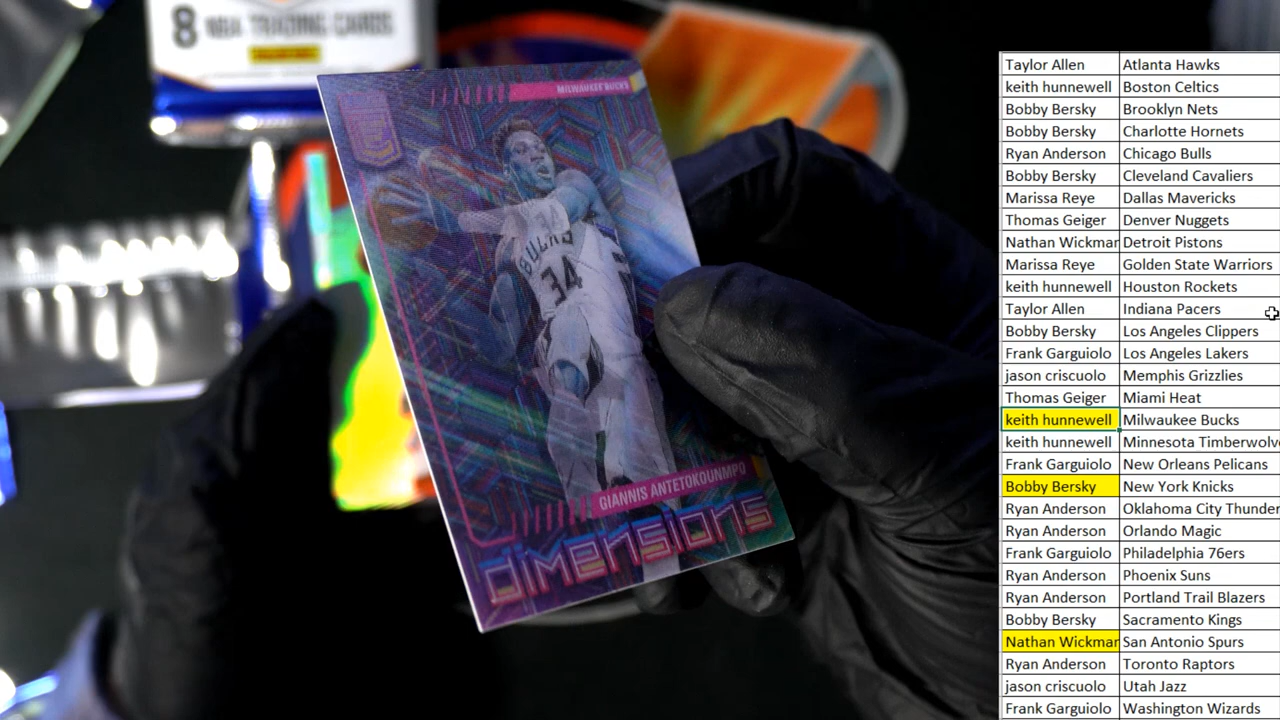 8 NBA TRADING CARDS
MILWAUKEE BUCKS
BUCKS
34
GIANNIS ANTETOKOUNMPO
dimensions
Taylor Allen Atlanta Hawks
keith hunnewell Boston Celtics
Bobby Bersky Brooklyn Nets
Bobby Bersky Charlotte Hornets
Ryan Anderson Chicago Bulls
Bobby Bersky Cleveland Cavaliers
Marissa Reye Dallas Mavericks
Thomas Geiger Denver Nuggets
Nathan Wickmar Detroit Pistons
Marissa Reye Golden State Warriors
keith hunnewell Houston Rockets
Taylor Allen Indiana Pacers
Bobby Bersky Los Angeles Clippers
Frank Garguiolo Los Angeles Lakers
jason criscuolo Memphis Grizzlies
Thomas Geiger Miami Heat
keith hunnewell Milwaukee Bucks
keith hunnewell Minnesota Timberwolve
Frank Garguiolo New Orleans Pelicans
Bobby Bersky New York Knicks
Ryan Anderson Oklahoma City Thunder
Ryan Anderson Orlando Magic
Frank Garguiolo Philadelphia 76ers
Ryan Anderson Phoenix Suns
Ryan Anderson Portland Trail Blazers
Bobby Bersky Sacramento Kings
Nathan Wickmar San Antonio Spurs
Ryan Anderson Toronto Raptors
jason criscuolo Utah Jazz
Frank Garguiolo Washington Wizards